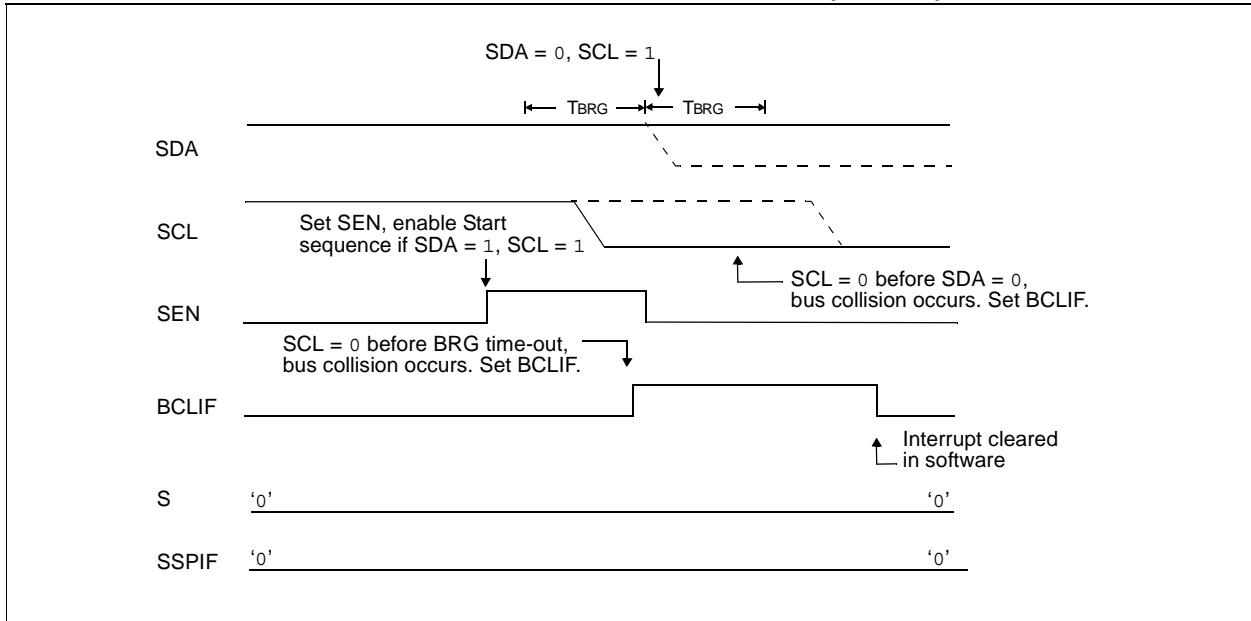 SDA = 0, SCL = 1
TBRG TBRG
SDA
SCL
Set SEN, enable Start
sequence if SDA = 1, SCL = 1
SCL = 0 before SDA = 0,
bus collision occurs. Set BCLIF.
SEN
SCL = 0 before BRG time-out,
bus collision occurs. Set BCLIF.
BCLIF
Interrupt cleared
in software
S ‘0’ ‘0’
SSPIF ‘0’ ‘0’